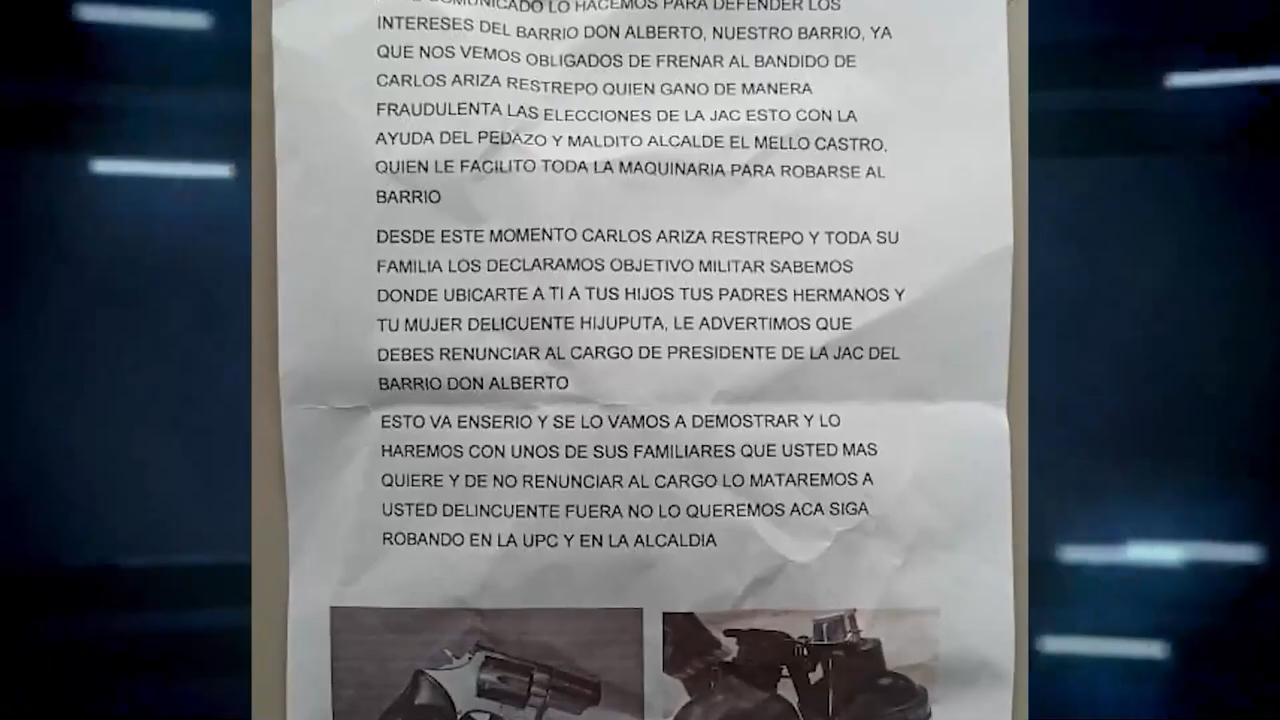 COMUNICADO LO HACEMOS PARA DEFENDER LOS
INTERESES DEL BARRIO DON ALBERTO, NUESTRO BARRIO, YA
QUE NOS VEMOS OBLIGADOS DE FRENAR AL BANDIDO DE
CARLOS ARIZA RESTREPO QUIEN GANO DE MANERA
FRAUDULENTA LAS ELECCIONES DE LA JAC ESTO CON LA
AYUDA DEL PEDAZO Y MALDITO ALCALDE EL MELLO CASTRO,
QUIEN LE FACILITO TODA LA MAQUINARIA PARA ROBARSE AL
BARRIO
DESDE ESTE MOMENTO CARLOS ARIZA RESTREPO Y TODA SU
FAMILIA LOS DECLARAMOS OBJETIVO MILITAR SABEMOS
DONDE UBICARTE A TI A TUS HIJOS TUS PADRES HERMANOS Y
TU MUJER DELICUENTE HIJUPUTA, LE ADVERTIMOS QUE
DEBES RENUNCIAR AL CARGO DE PRESIDENTE DE LA JAC DEL
BARRIO DON ALBERTO
ESTO VA ENSERIO Y SE LO VAMOS A DEMOSTRAR Y LO
HAREMOS CON UNOS DE SUS FAMILIARES QUE USTED MAS
QUIERE Y DE NO RENUNCIAR AL CARGO LO MATAREMOS A
USTED DELINCUENTE FUERA NO LO QUEREMOS ACA SIGA
ROBANDO EN LA UPC Y EN LA ALCALDIA